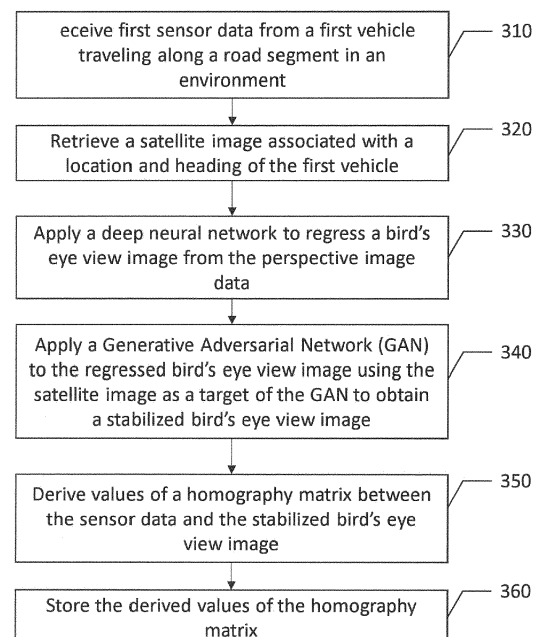 eceive first sensor data from a first vehicle
traveling along a road segment in an
environment
310
Retrieve a satellite image associated with a
location and heading of the first vehicle
320
Apply a deep neural network to regress a bird's
eye view image from the perspective image
data
330
Apply a Generative Adversarial Network (GAN)
to the regressed bird's eye view image using the
satellite image as a target of the GAN to obtain
a stabilized bird's eye view image
340
Derive values of a homography matrix between
the sensor data and the stabilized bird's eye
view image
350
Store the derived values of the homography
matrix
360